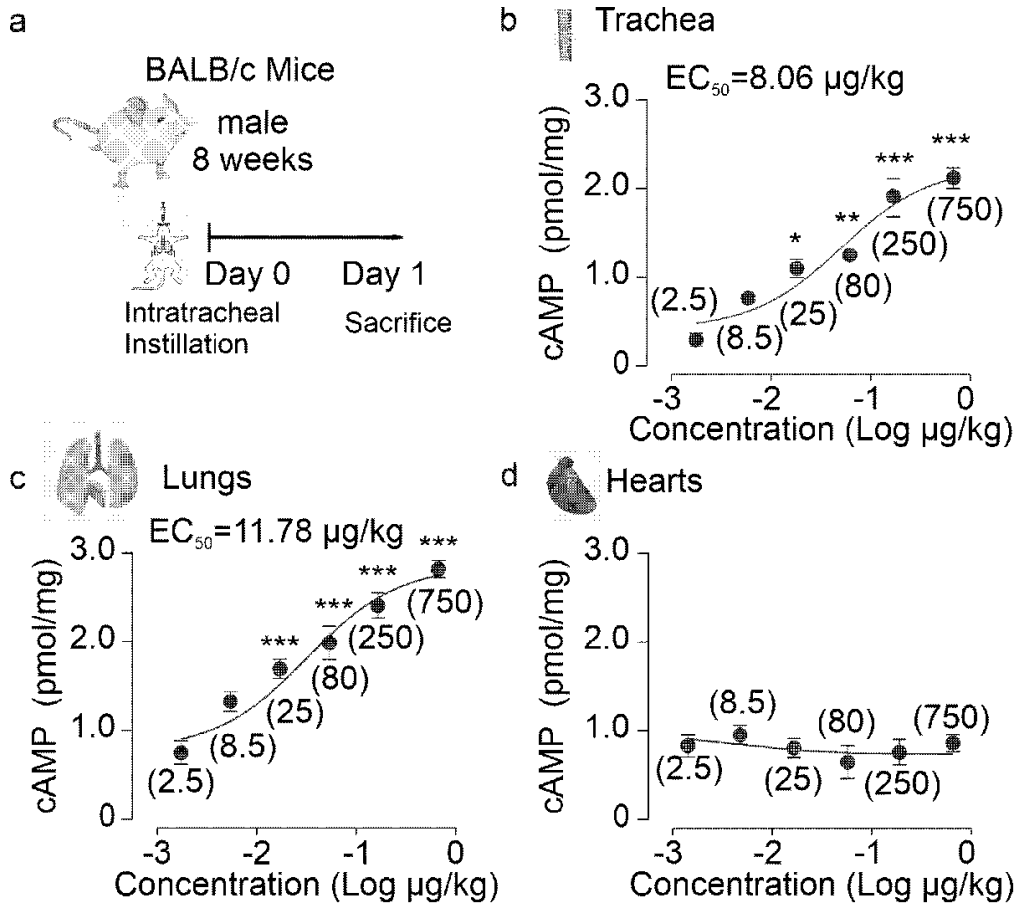 a
BALB/c Mice
male
8 weeks
Day 0
Day 1
Intratracheal
Instillation
Sacrifice
b
Trachea
EC50=8.06 µg/kg
cAMP (pmol/mg)
3.0
2.0
1.0
0
(2.5)
(8.5)
*
(25)
**
(80)
***
(250)
***
(750)
-3 -2 -1 0
Concentration (Log µg/kg)
c
Lungs
EC50=11.78 µg/kg
cAMP (pmol/mg)
3.0
2.0
1.0
0
(2.5)
(8.5)
***
(25)
***
(80)
***
(250)
***
(750)
-3 -2 -1 0
Concentration (Log µg/kg)
d
Hearts
cAMP (pmol/mg)
3.0
2.0
1.0
0
(2.5)
(8.5)
(25)
(80)
(250)
(750)
-3 -2 -1 0
Concentration (Log µg/kg)